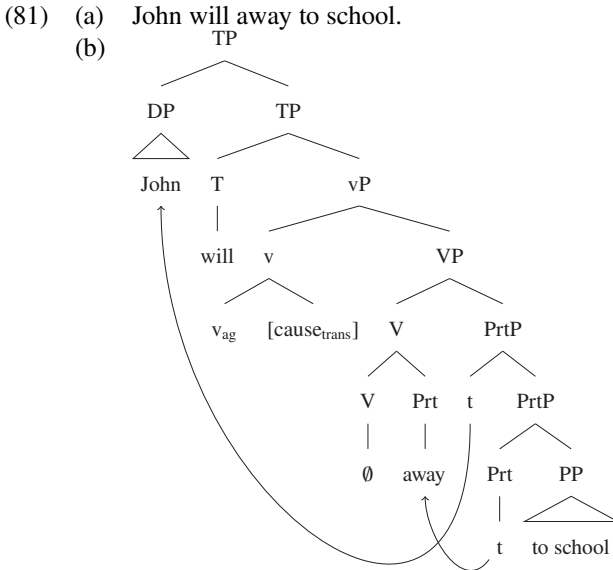 (81) (a) John will away to school.
(b) TP
DP TP
John T vP
will v VP
v_ag [cause_trans] V PrtP
V Prt t PrtP
∅ away Prt PP
t to school